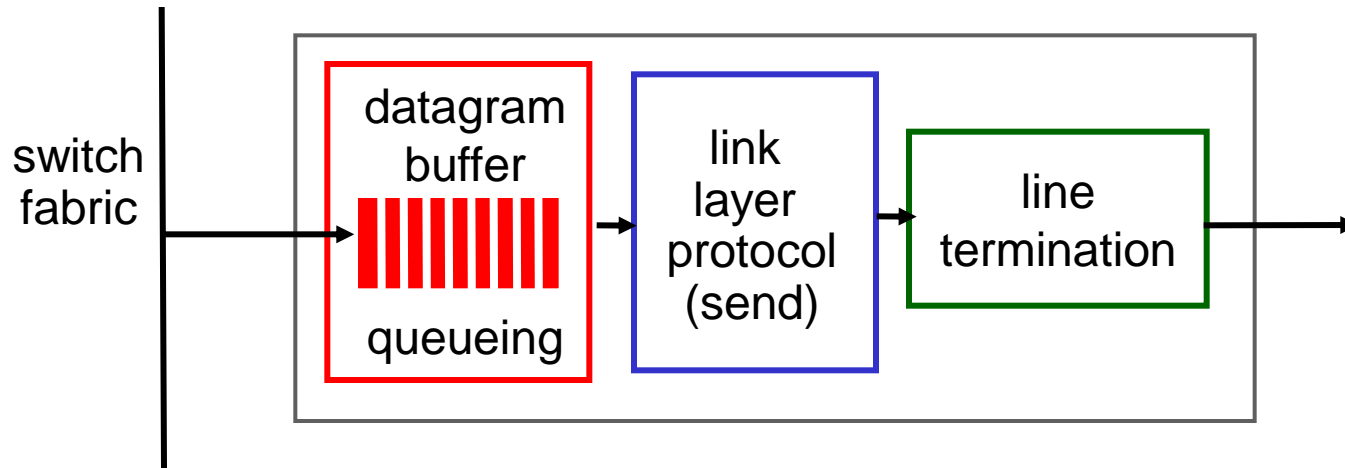 switch
fabric
datagram
buffer
queueing
link
layer
protocol
(send)
line
termination